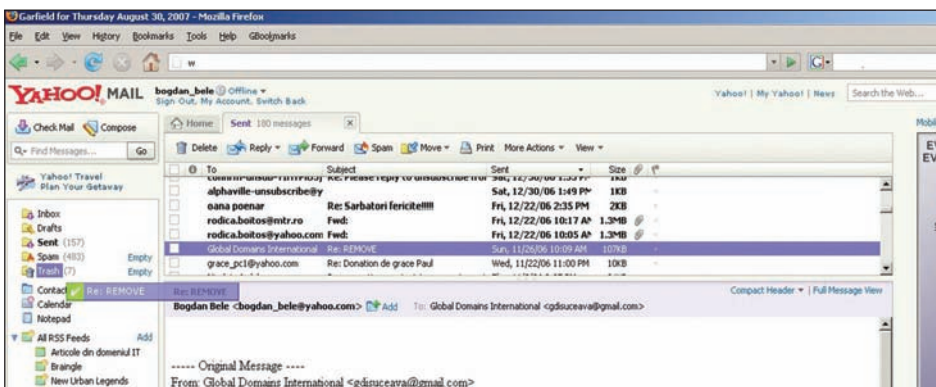 Garfield for Thursday August 30, 2007 - Mozilla Firefox
File Edit View History Bookmarks Tools Help GBookmarks
w
G
YAHOO! MAIL bogdan_bele Offline
Sign Out, My Account, Switch Back
Yahoo! | My Yahoo! | News Search the Web...
Check Mail Compose
Home Sent 180 messages
Mobil
Find Messages... Go
Delete Reply Forward Spam Move Print More Actions View
Yahoo! Travel
Plan Your Getaway
To Subject Sent Size
Re: Please reply to unsubscribe 1KB
alphaville-unsubscribe@y Sat, 12/30/06 1:49 PM 1KB
oana poenar Re: Sarbatori fericite!!!!! Fri, 12/22/06 2:35 PM 2KB
rodica.boitos@mtr.ro Fwd: Fri, 12/22/06 10:17 AM 1.3MB
rodica.boitos@yahoo.com Fwd: Fri, 12/22/06 10:05 AM 1.3MB
Global Domains International Re: REMOVE Sun, 11/26/06 10:09 AM 107KB
grace_pc1@yahoo.com Re: Donation de grace Paul Wed, 11/22/06 11:00 PM 10KB
Inbox
Drafts
Sent (157)
Spam (483) Empty
Trash (7) Empty
Contac
Re: REMOVE
Calendar
Notepad
All RSS Feeds Add
Articole din domeniul IT
Braingle
New Urban Legends
Re: REMOVE
Compact Header | Full Message View
Bogdan Bele <bogdan_bele@yahoo.com> Add To: Global Domains International <gdisuceava@gmail.com>
----- Original Message -----
From: Global Domains International <gdisuceava@gmail.com>